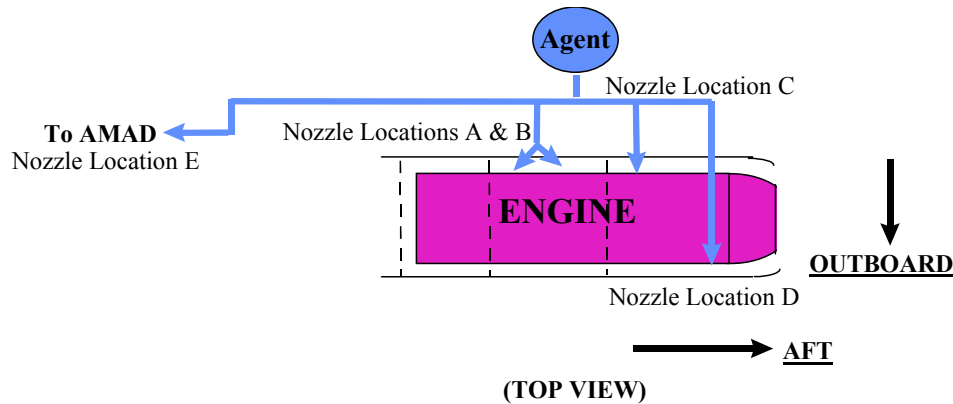 Agent
Nozzle Location C
Nozzle Locations A & B
To AMAD
Nozzle Location E
ENGINE
OUTBOARD
Nozzle Location D
AFT
(TOP VIEW)